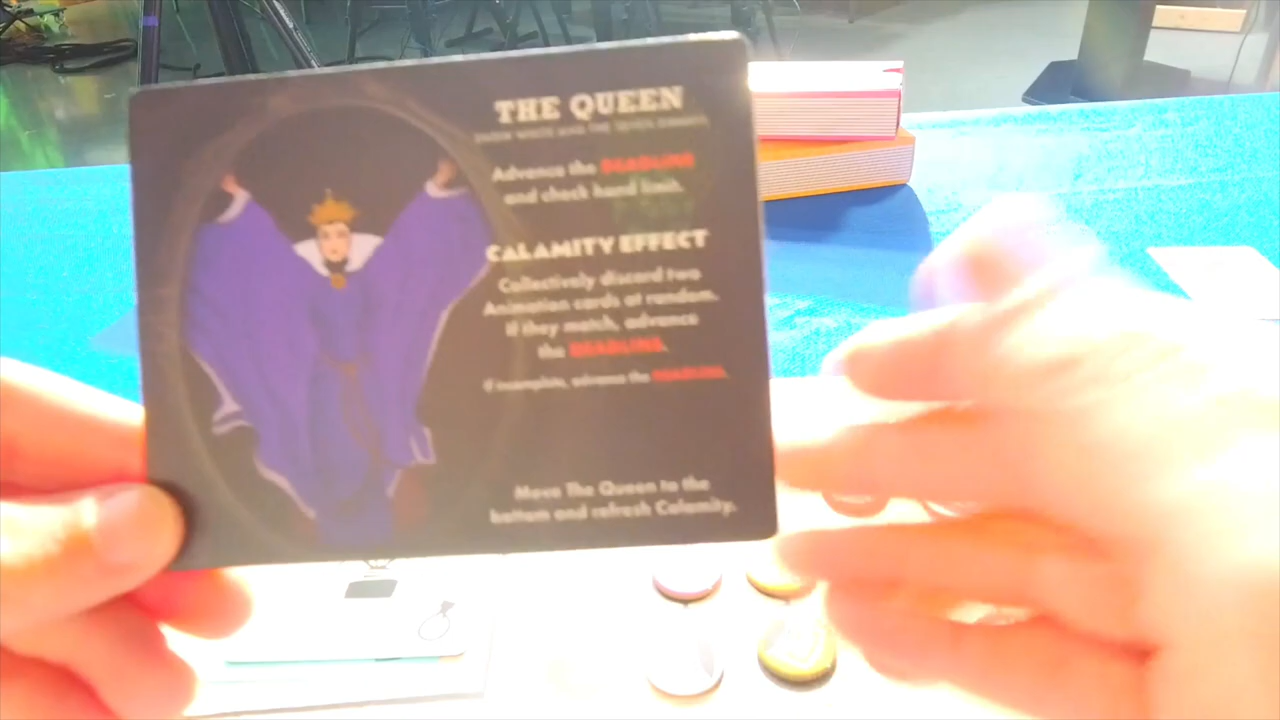 THE QUEEN
SNOW WHITE AND THE SEVEN DWARFS
Advance the DEADLINE
and check hand limit.
CALAMITY EFFECT
Collectively discard two
Animation cards at random.
If they match, advance
the DEADLINE.
If incomplete, advance the DEADLINE.
Move The Queen to the
bottom and refresh Calamity.